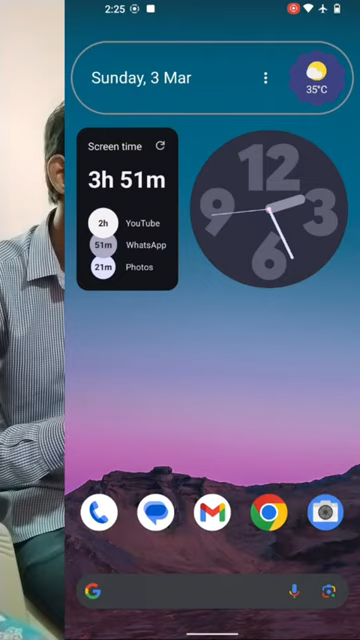 2:25
Sunday, 3 Mar
35°C
Screen time
3h 51m
2h YouTube
51m WhatsApp
21m Photos
12
9 3
6